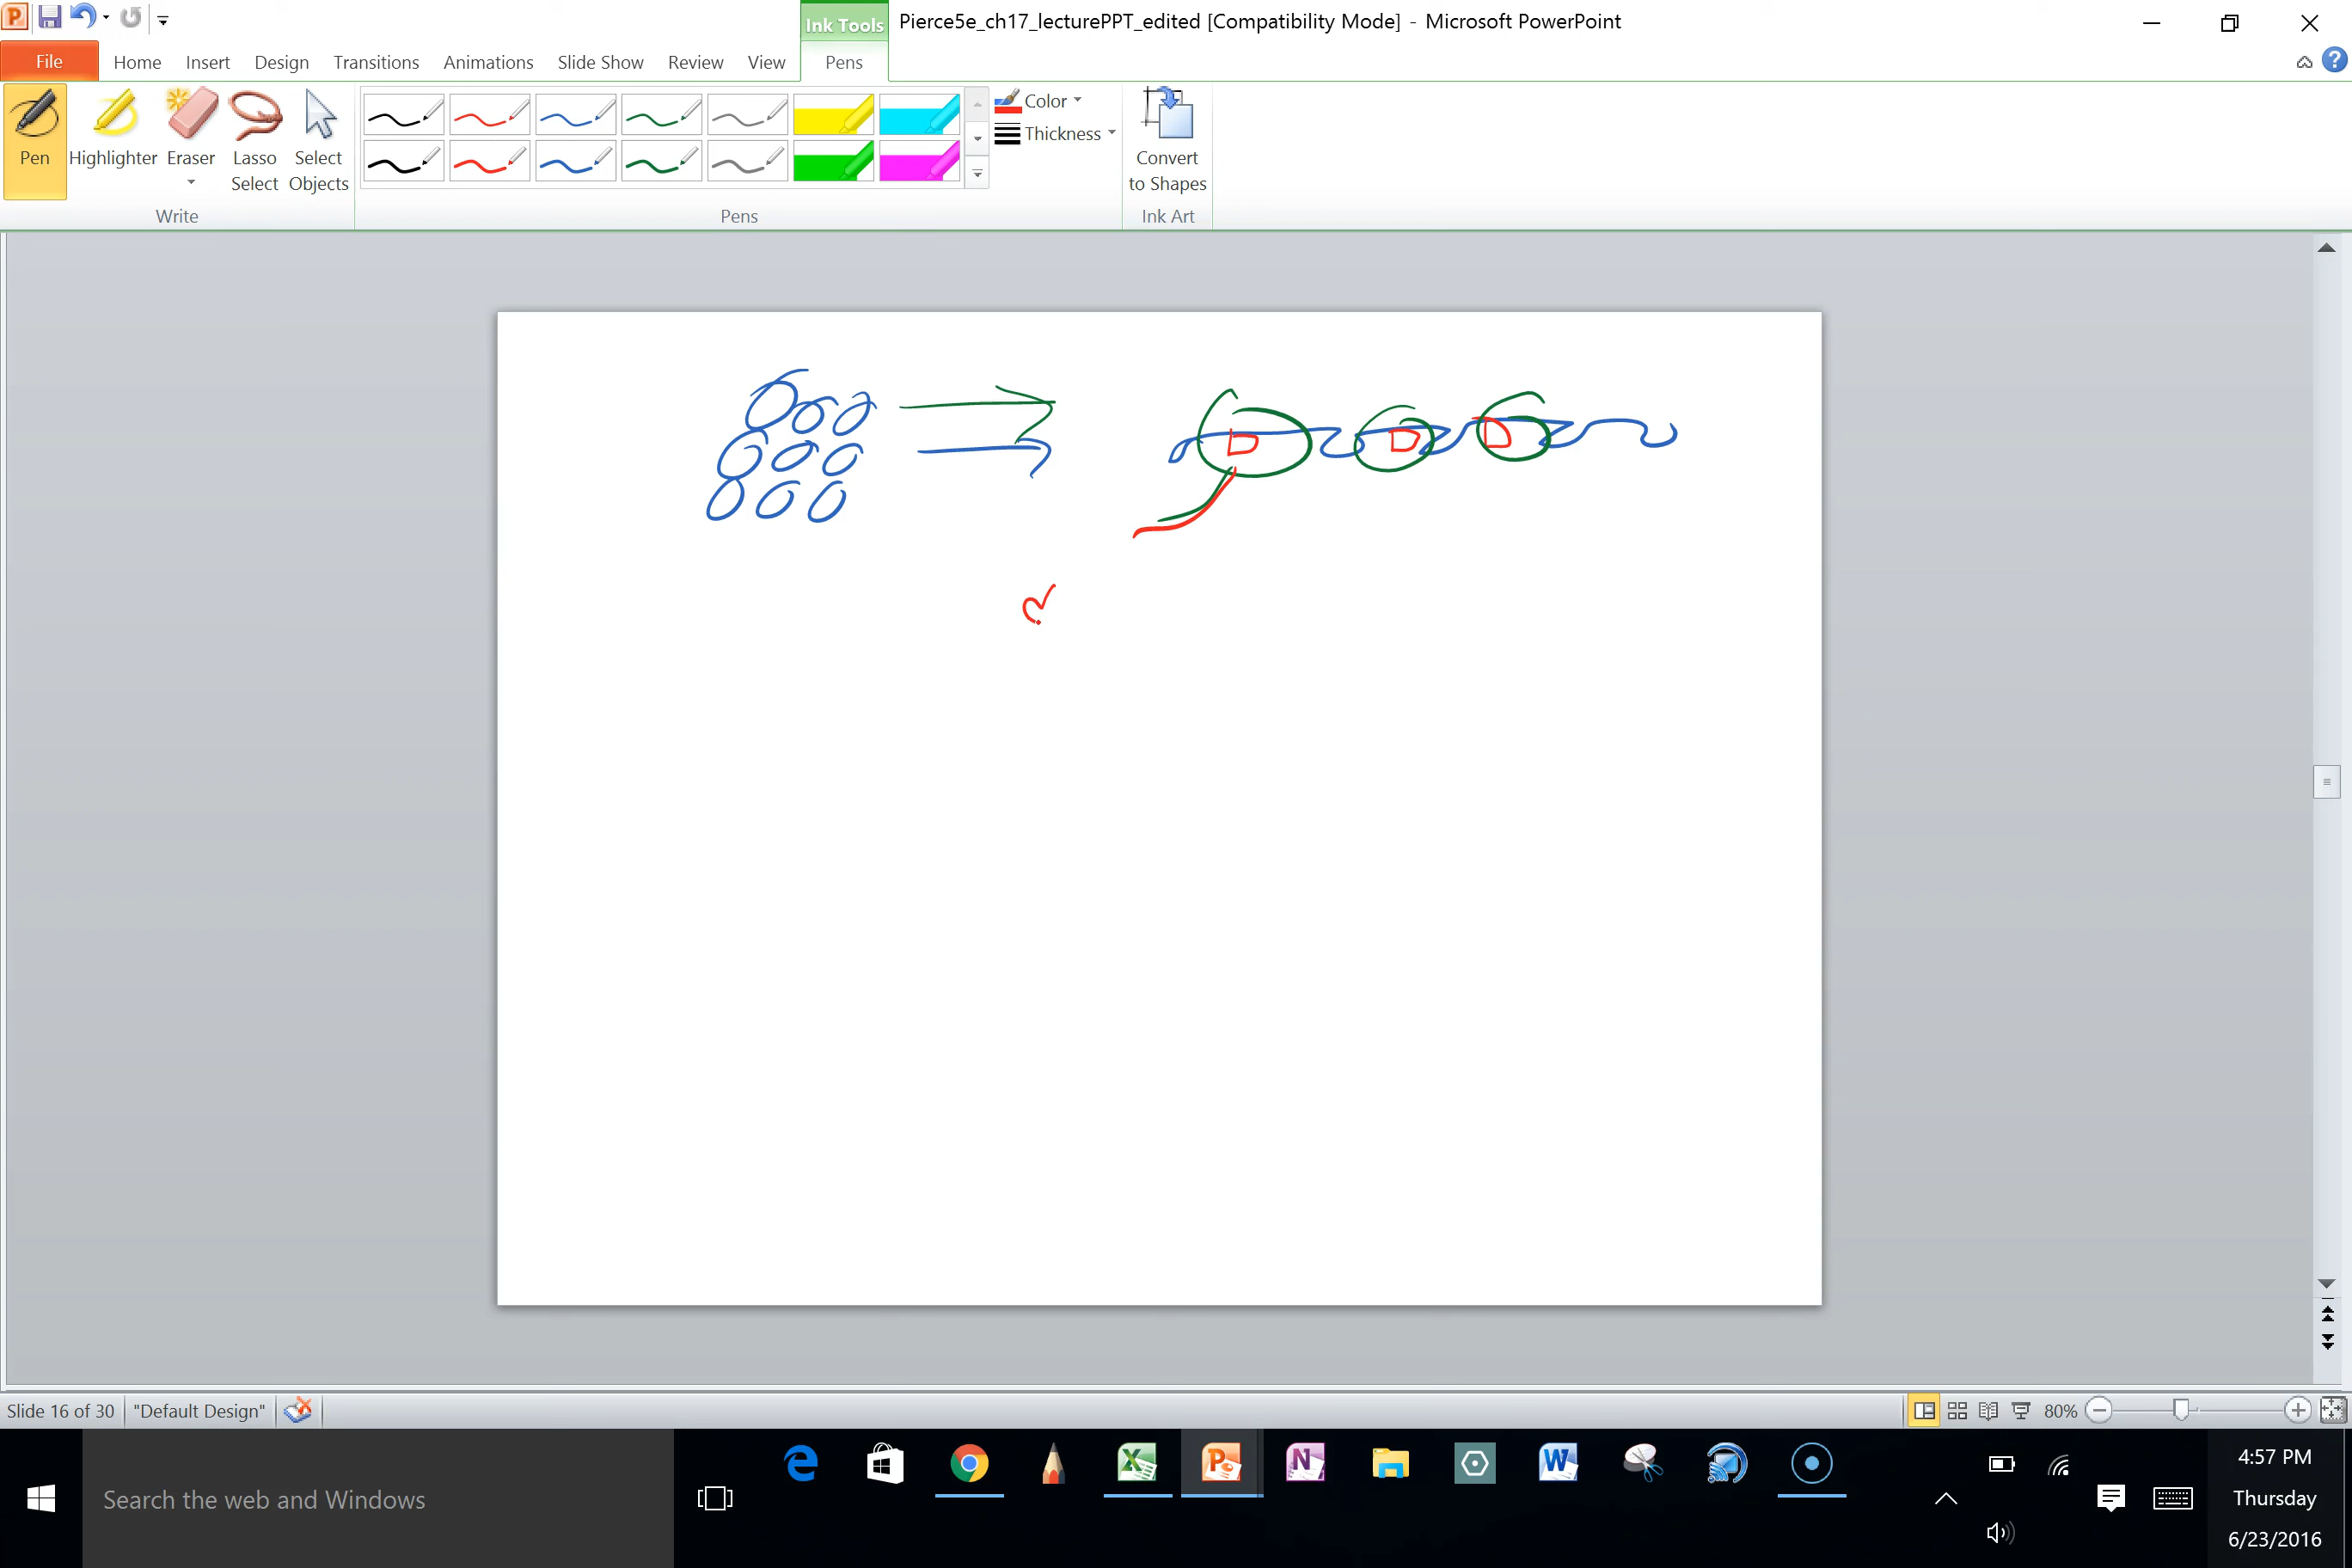 Ink Tools
Pierce5e_ch17_lecturePPT_edited [Compatibility Mode] - Microsoft PowerPoint
File Home Insert Design Transitions Animations Slide Show Review View Pens
Pen Highlighter Eraser Lasso Select Select Objects
Color
Thickness
Convert to Shapes
Write Pens Ink Art
Slide 16 of 30 "Default Design" 80%
4:57 PM
Search the web and Windows
Thursday
6/23/2016